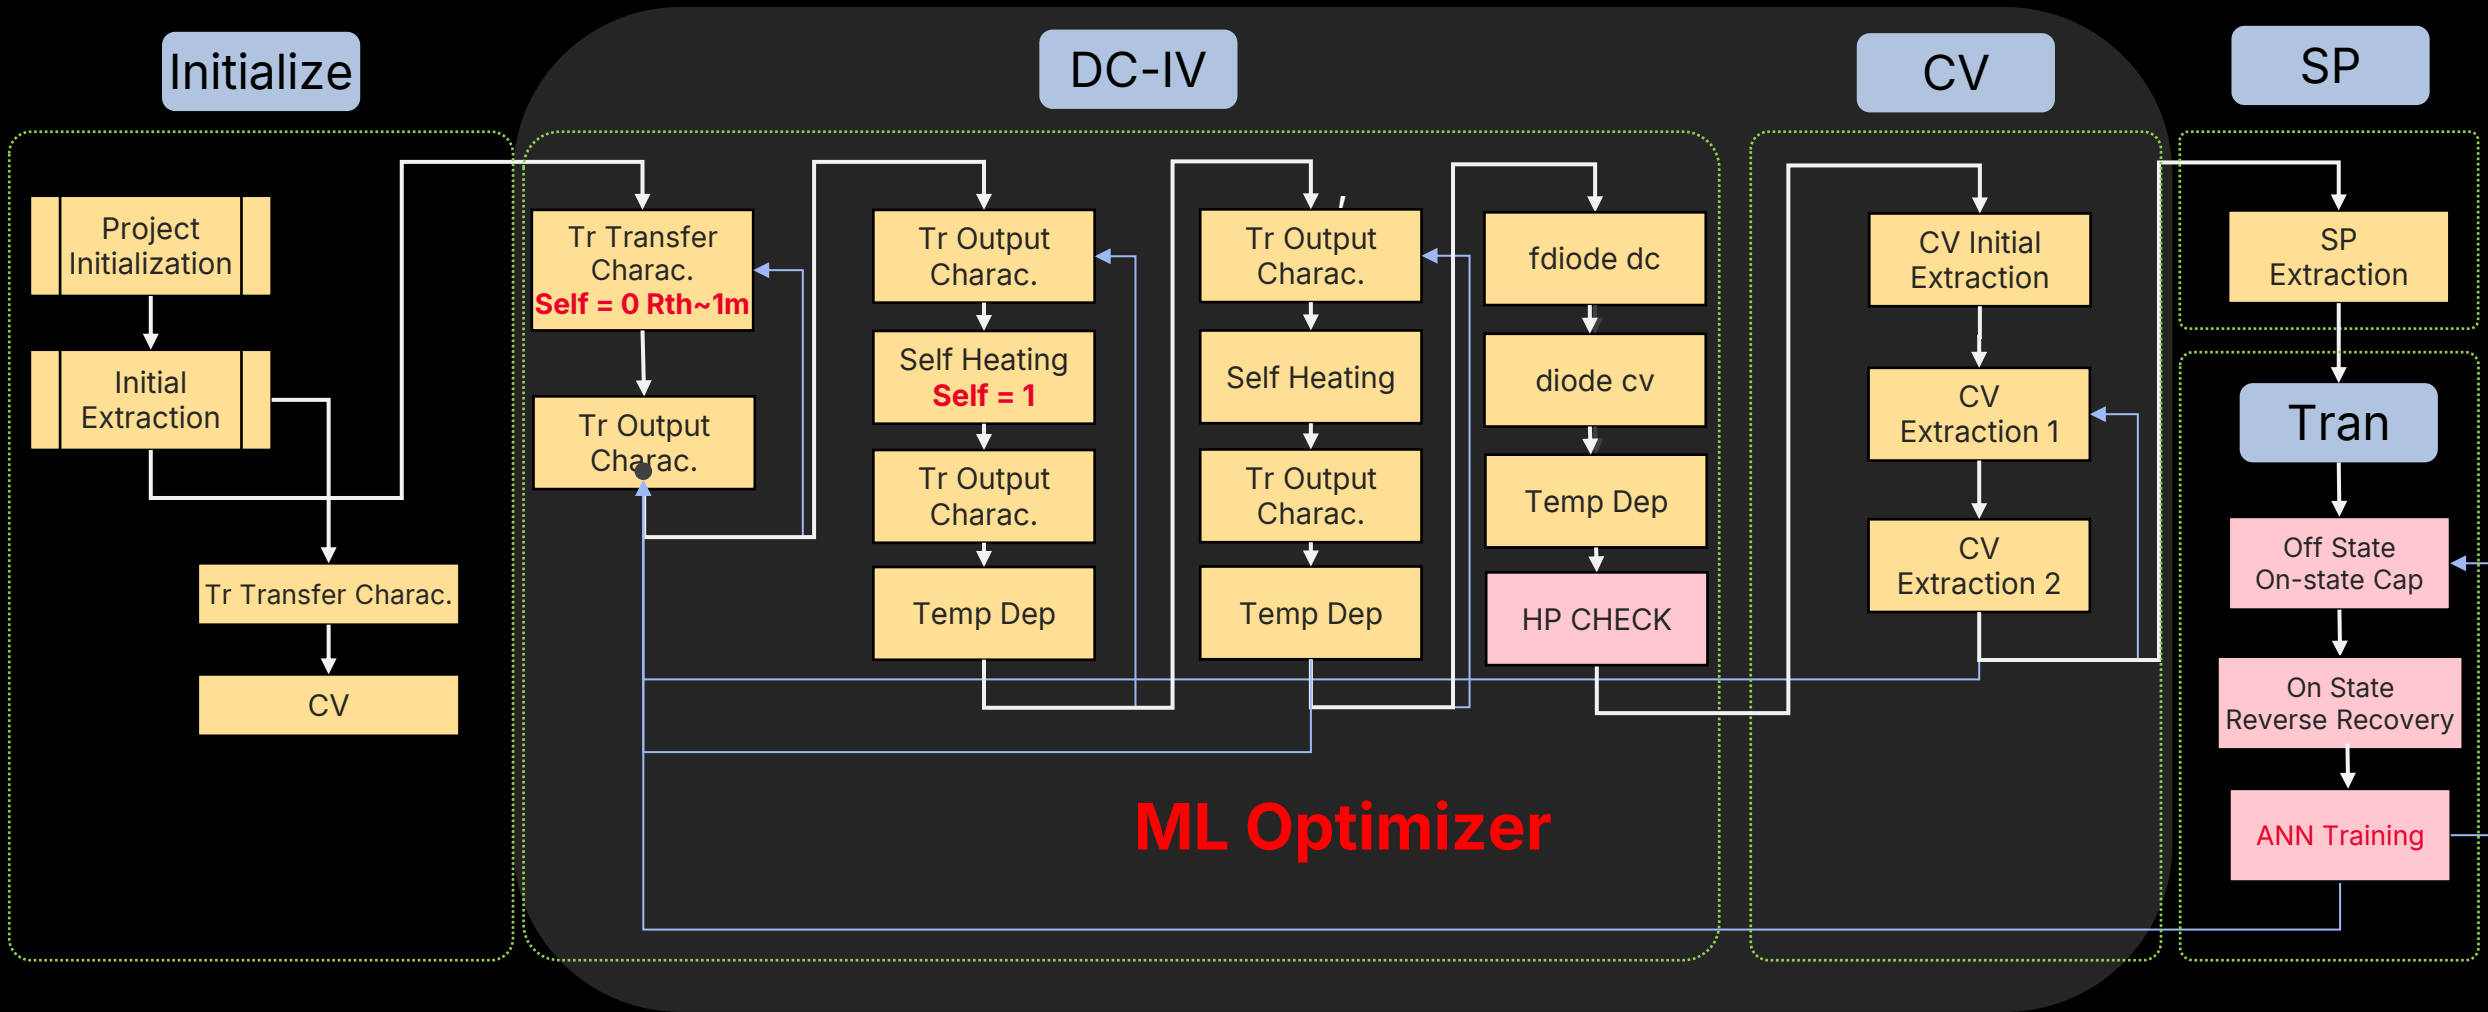 Initialize
Project
Initialization
Initial
Extraction
Tr Transfer Charac.
CV
DC-IV
Tr Transfer
Charac.
Self = 0 Rth~1m
Tr Output
Charac.
Tr Output
Charac.
Self Heating
Self = 1
Tr Output
Charac.
Temp Dep
,
Tr Output
Charac.
Self Heating
Tr Output
Charac.
Temp Dep
fdiode dc
diode cv
Temp Dep
HP CHECK
ML Optimizer
CV
CV Initial
Extraction
CV
Extraction 1
CV
Extraction 2
SP
SP
Extraction
Tran
Off State
On-state Cap
On State
Reverse Recovery
ANN Training